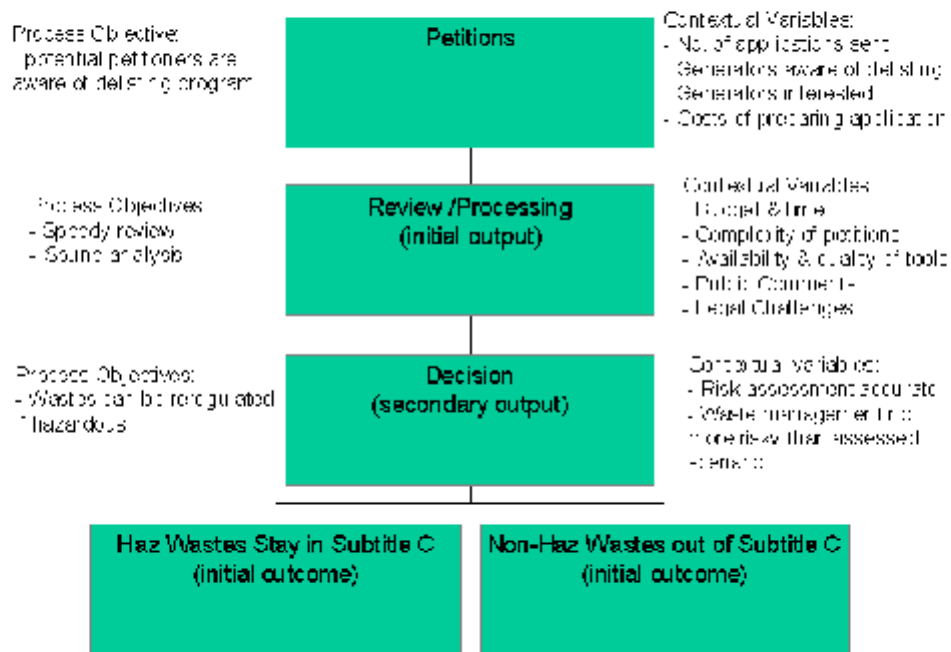 Process Objective:
potential petitioners are
aware of delisting program
Petitions
Contextual Variables:
- No. of applications sent
Generators aware of delisting
Generators interested
- Costs of preparing application
Process Objectives
- Speedy review
- Sound analysis
Review /Processing
(initial output)
Contextual Variables
Budget & time
- Complexity of petitions
- Availability & quality of tools
- Public Comments
- Legal Challenges
Process Objectives:
- Wastes can be reregulated
if hazardous
Decision
(secondary output)
Contextual variables:
- Risk assessment accurate
- Waste management no
more risky than assessed
scenario
Haz Wastes Stay in Subtitle C
(initial outcome)
Non-Haz Wastes out of Subtitle C
(initial outcome)